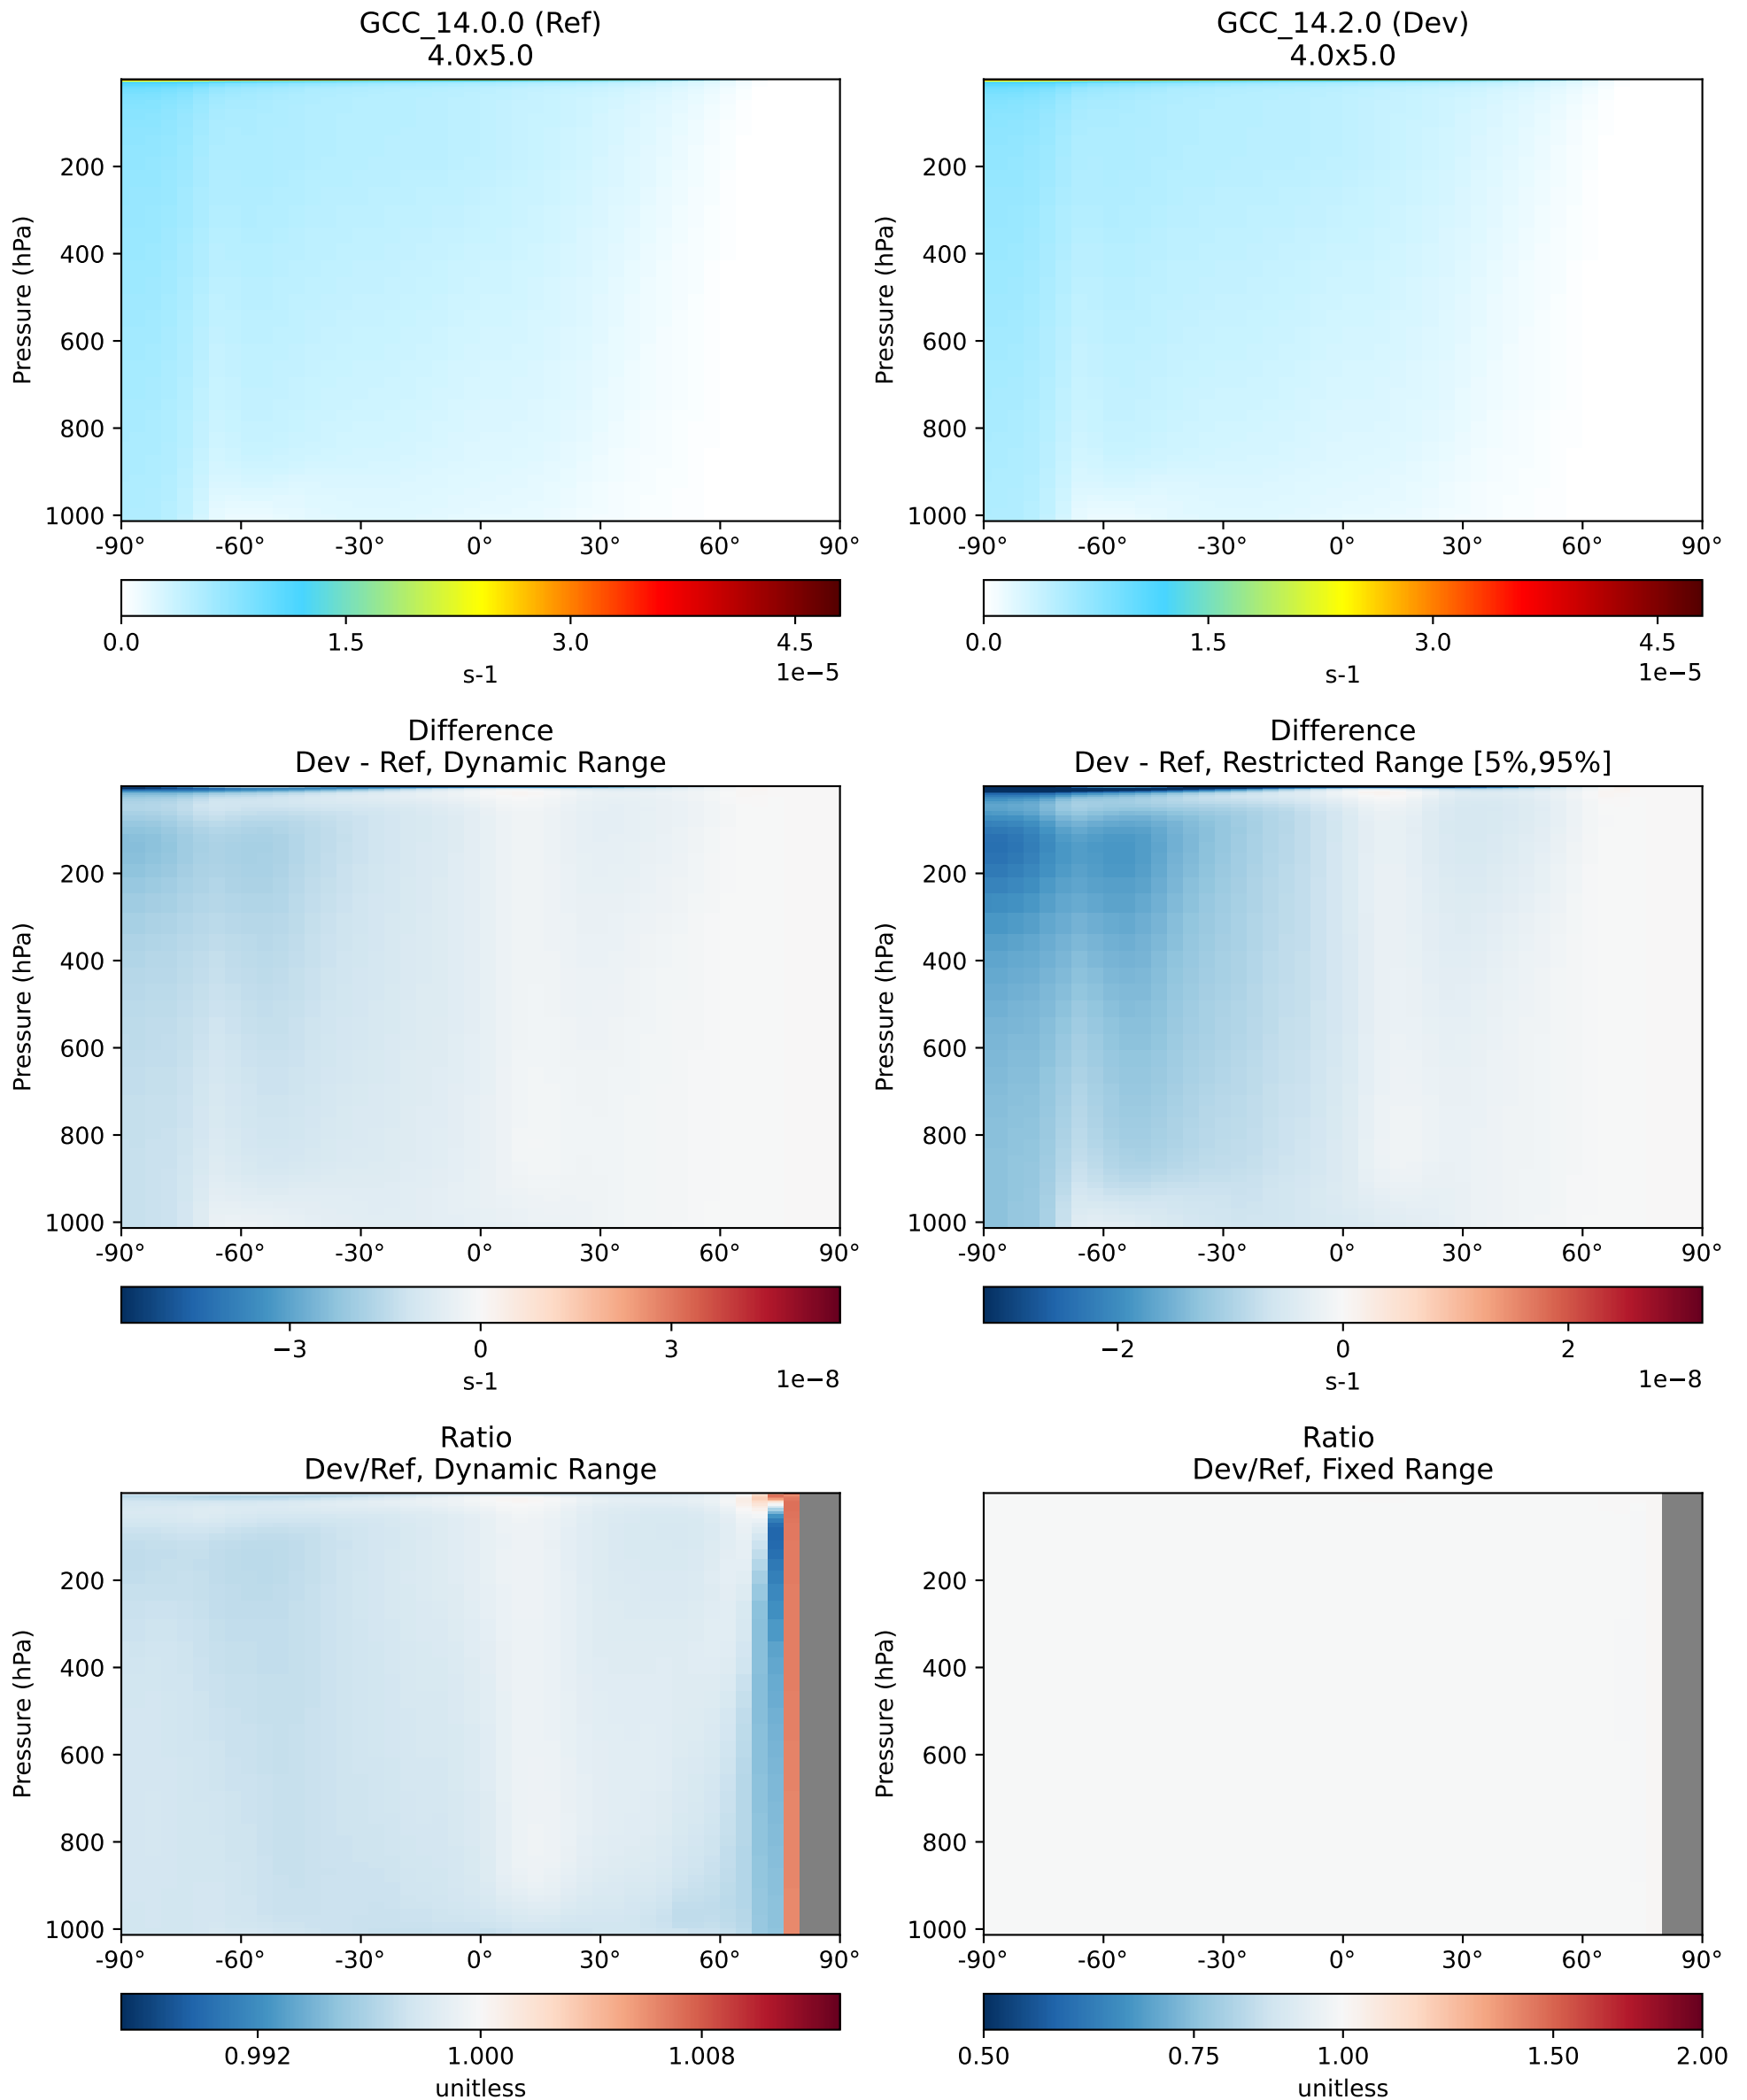 GCC_14.0.0 (Ref)
4.0x5.0
GCC_14.2.0 (Dev)
4.0x5.0
Pressure (hPa)
200
400
600
800
1000
-90° -60° -30° 0° 30° 60° 90°
0.0 1.5 3.0 4.5
1e−5
s-1
Pressure (hPa)
200
400
600
800
1000
-90° -60° -30° 0° 30° 60° 90°
0.0 1.5 3.0 4.5
1e−5
s-1
Difference
Dev - Ref, Dynamic Range
Difference
Dev - Ref, Restricted Range [5%,95%]
Pressure (hPa)
200
400
600
800
1000
-90° -60° -30° 0° 30° 60° 90°
−3 0 3
1e−8
s-1
Pressure (hPa)
200
400
600
800
1000
-90° -60° -30° 0° 30° 60° 90°
−2 0 2
1e−8
s-1
Ratio
Dev/Ref, Dynamic Range
Ratio
Dev/Ref, Fixed Range
Pressure (hPa)
200
400
600
800
1000
-90° -60° -30° 0° 30° 60° 90°
0.992 1.000 1.008
unitless
Pressure (hPa)
200
400
600
800
1000
-90° -60° -30° 0° 30° 60° 90°
0.50 0.75 1.00 1.50 2.00
unitless